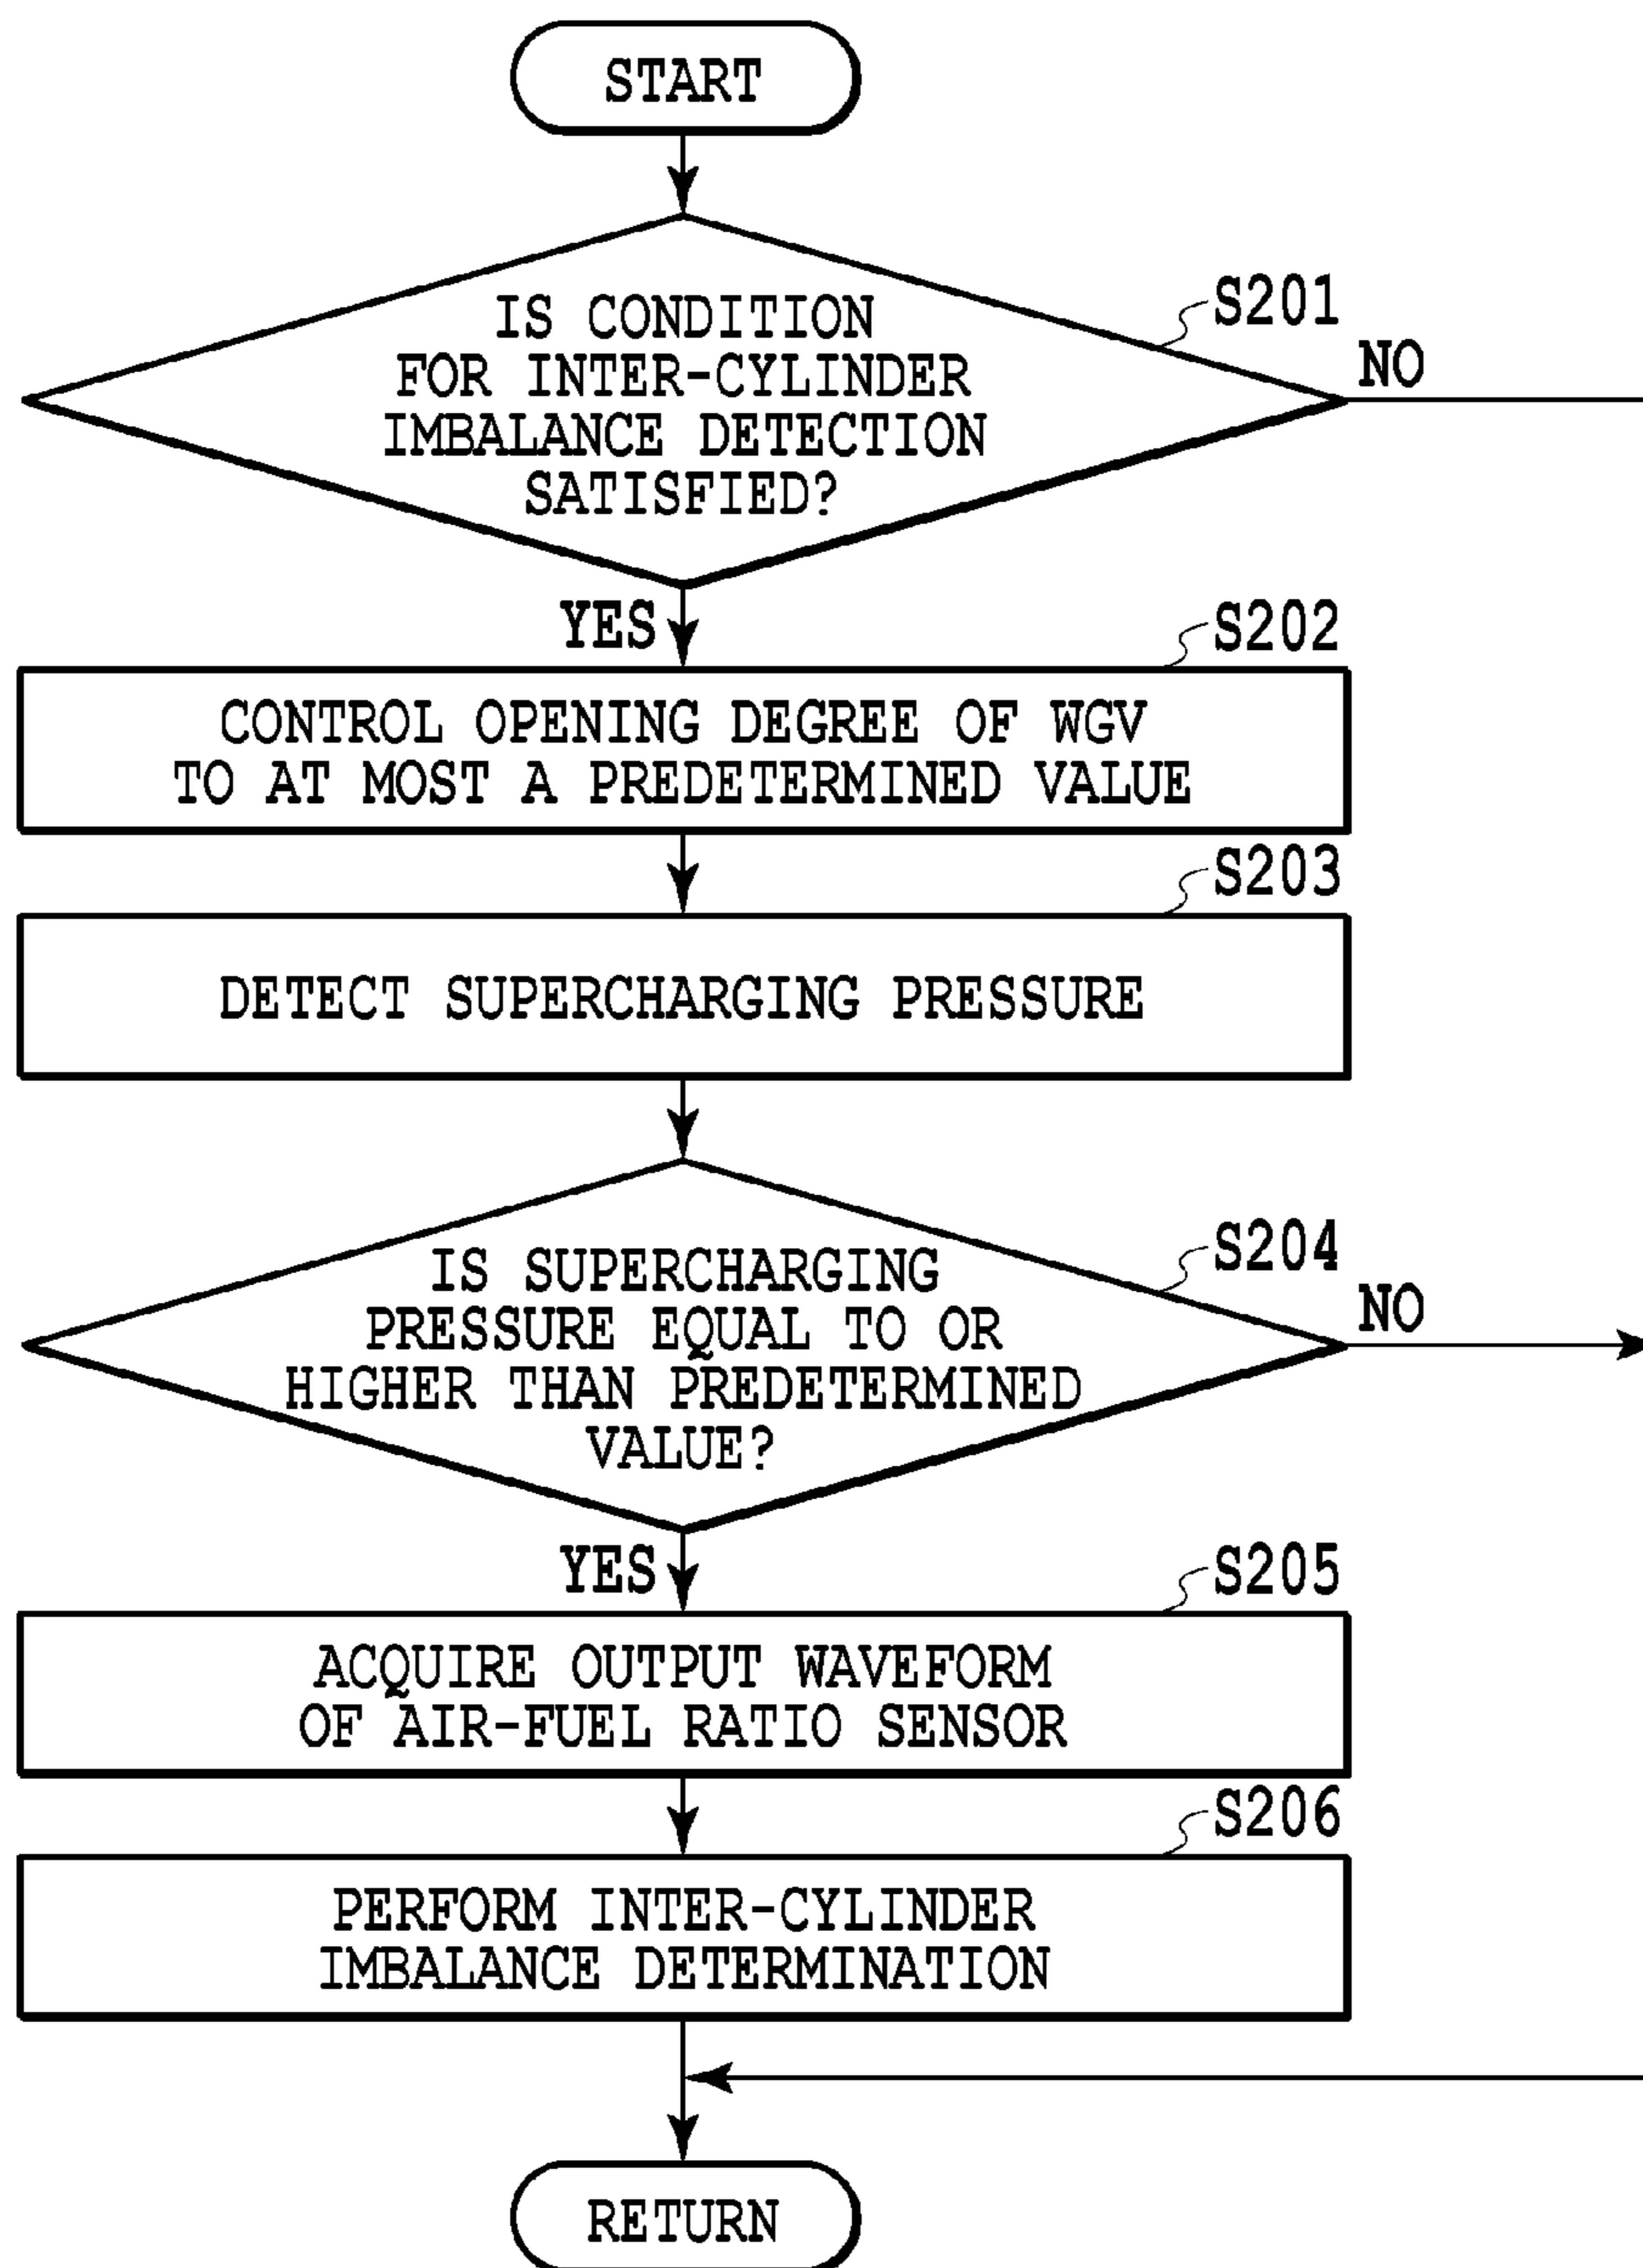 START
IS CONDITION
FOR INTER-CYLINDER
IMBALANCE DETECTION
SATISFIED?
S201
NO
YES
S202
CONTROL OPENING DEGREE OF WGV
TO AT MOST A PREDETERMINED VALUE
S203
DETECT SUPERCHARGING PRESSURE
IS SUPERCHARGING
PRESSURE EQUAL TO OR
HIGHER THAN PREDETERMINED
VALUE?
S204
NO
YES
S205
ACQUIRE OUTPUT WAVEFORM
OF AIR-FUEL RATIO SENSOR
S206
PERFORM INTER-CYLINDER
IMBALANCE DETERMINATION
RETURN